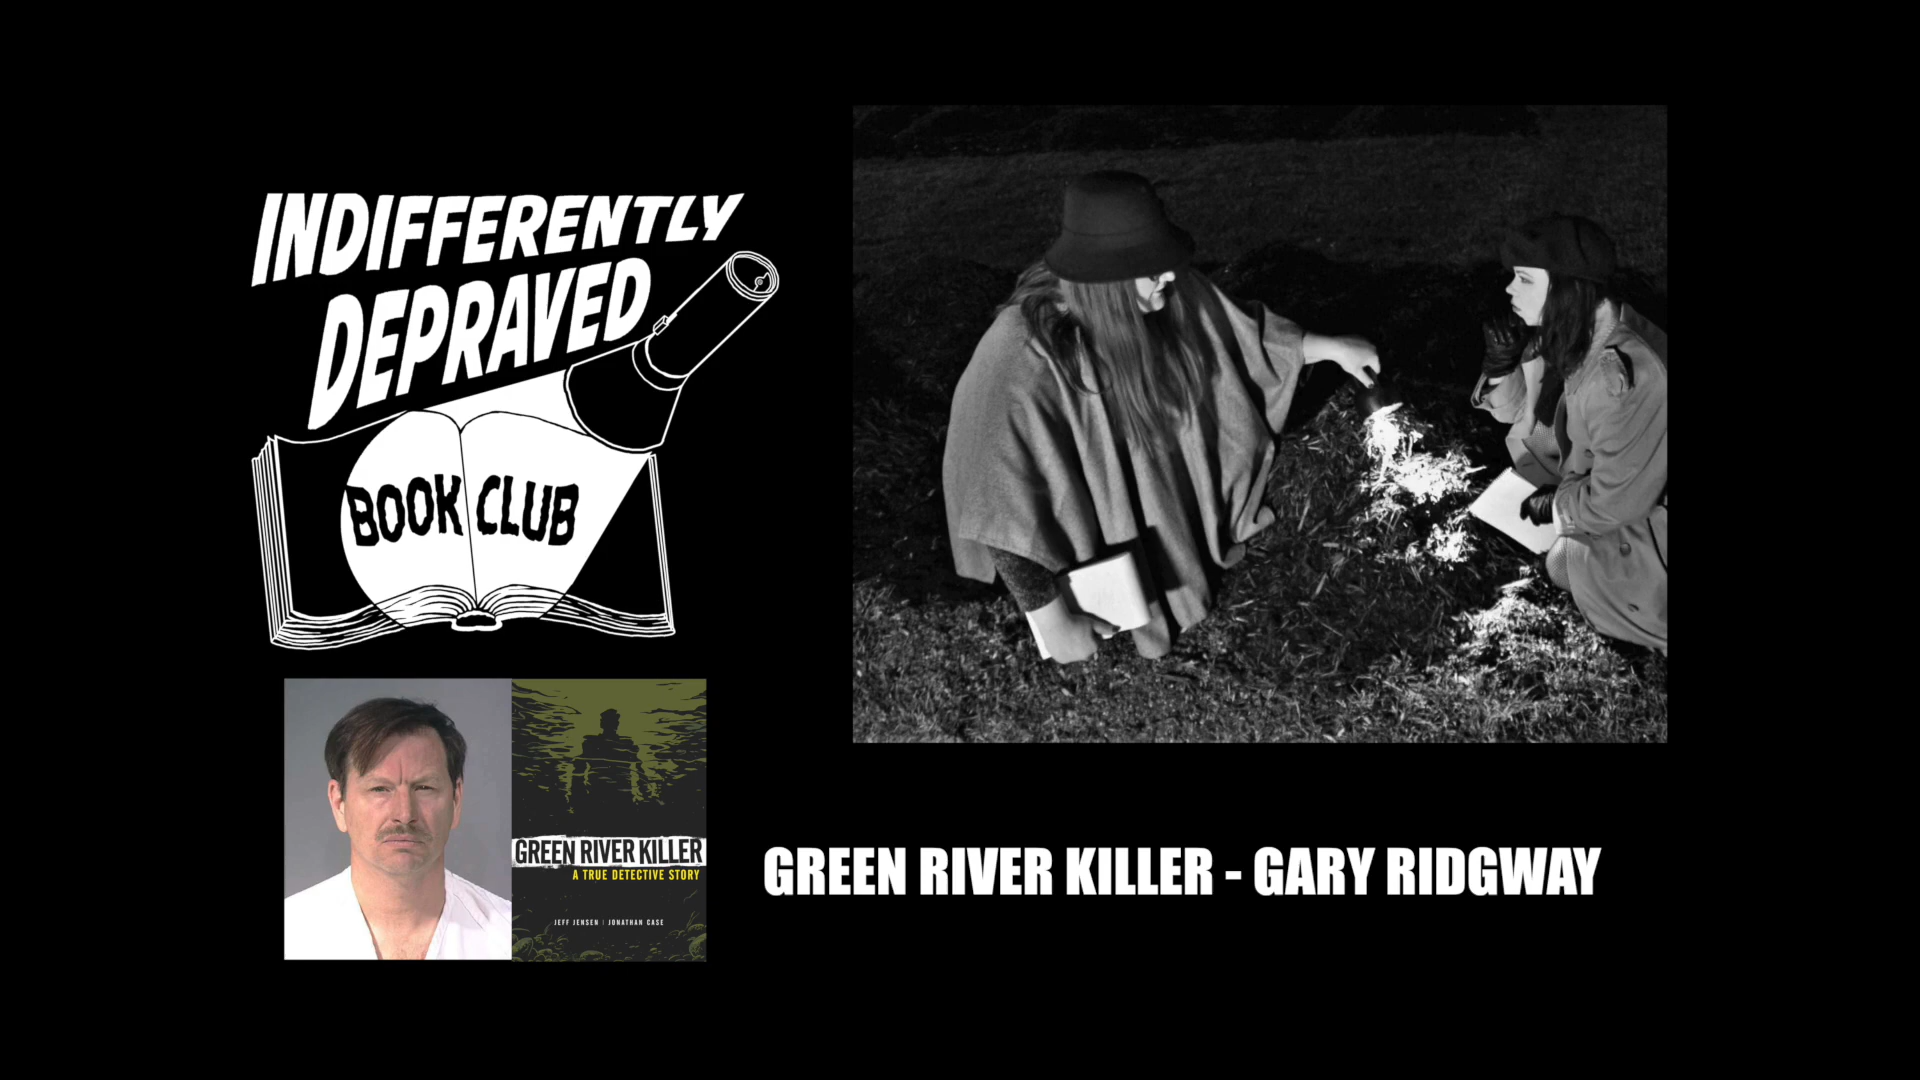 INDIFFERENTLY
DEPRAVED
BOOK CLUB
GREEN RIVER KILLER
A TRUE DETECTIVE STORY
JEFF JENSEN | JONATHAN CASE
GREEN RIVER KILLER - GARY RIDGWAY